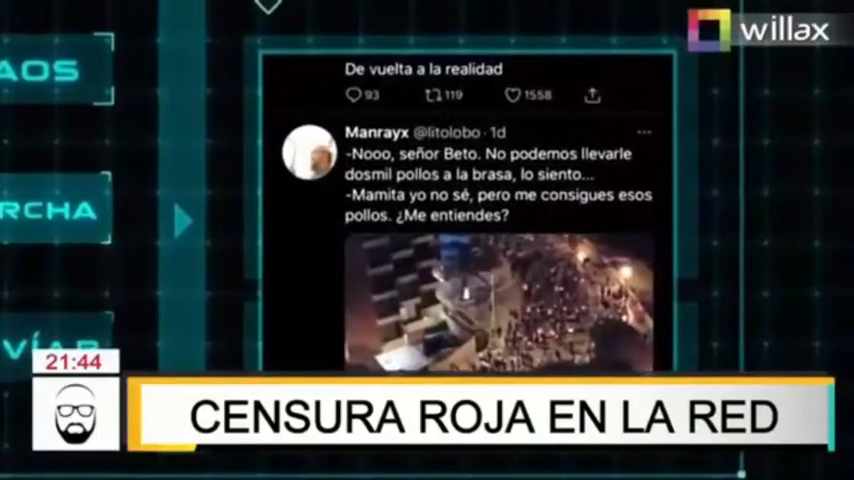 willax
AOS
De vuelta a la realidad
93 119 1558
Manrayx @litolobo · 1d
-Nooo, señor Beto. No podemos llevarle
dosmil pollos a la brasa, lo siento...
-Mamita yo no sé, pero me consigues esos
pollos. ¿Me entiendes?
RCHA
VÍAR
21:44
CENSURA ROJA EN LA RED